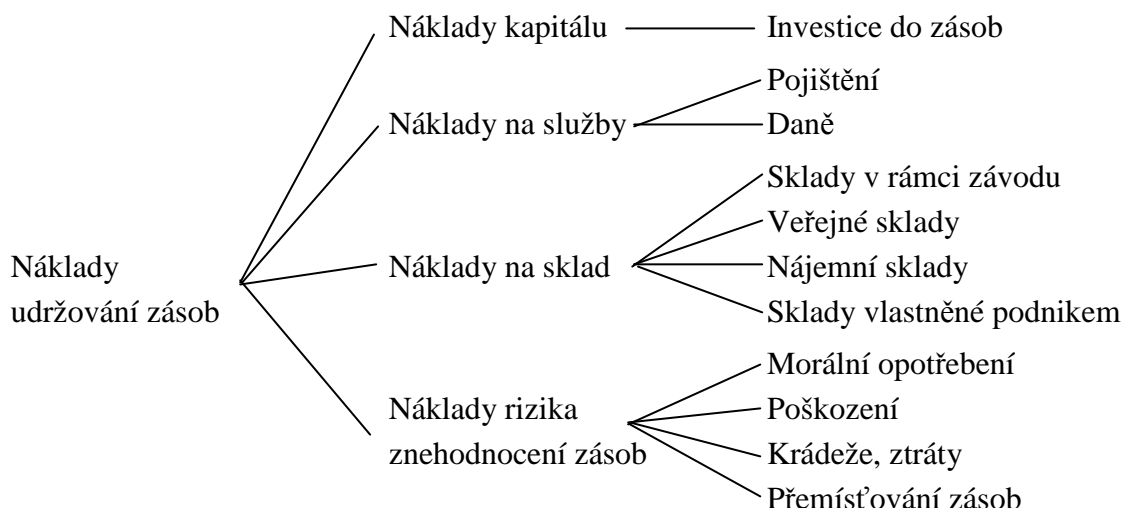 Náklady udržování zásob
Náklady kapitálu
Investice do zásob
Náklady na služby
Pojištění
Daně
Náklady na sklad
Sklady v rámci závodu
Veřejné sklady
Nájemní sklady
Sklady vlastněné podnikem
Náklady rizika
znehodnocení zásob
Morální opotřebení
Poškození
Krádeže, ztráty
Přemísťování zásob